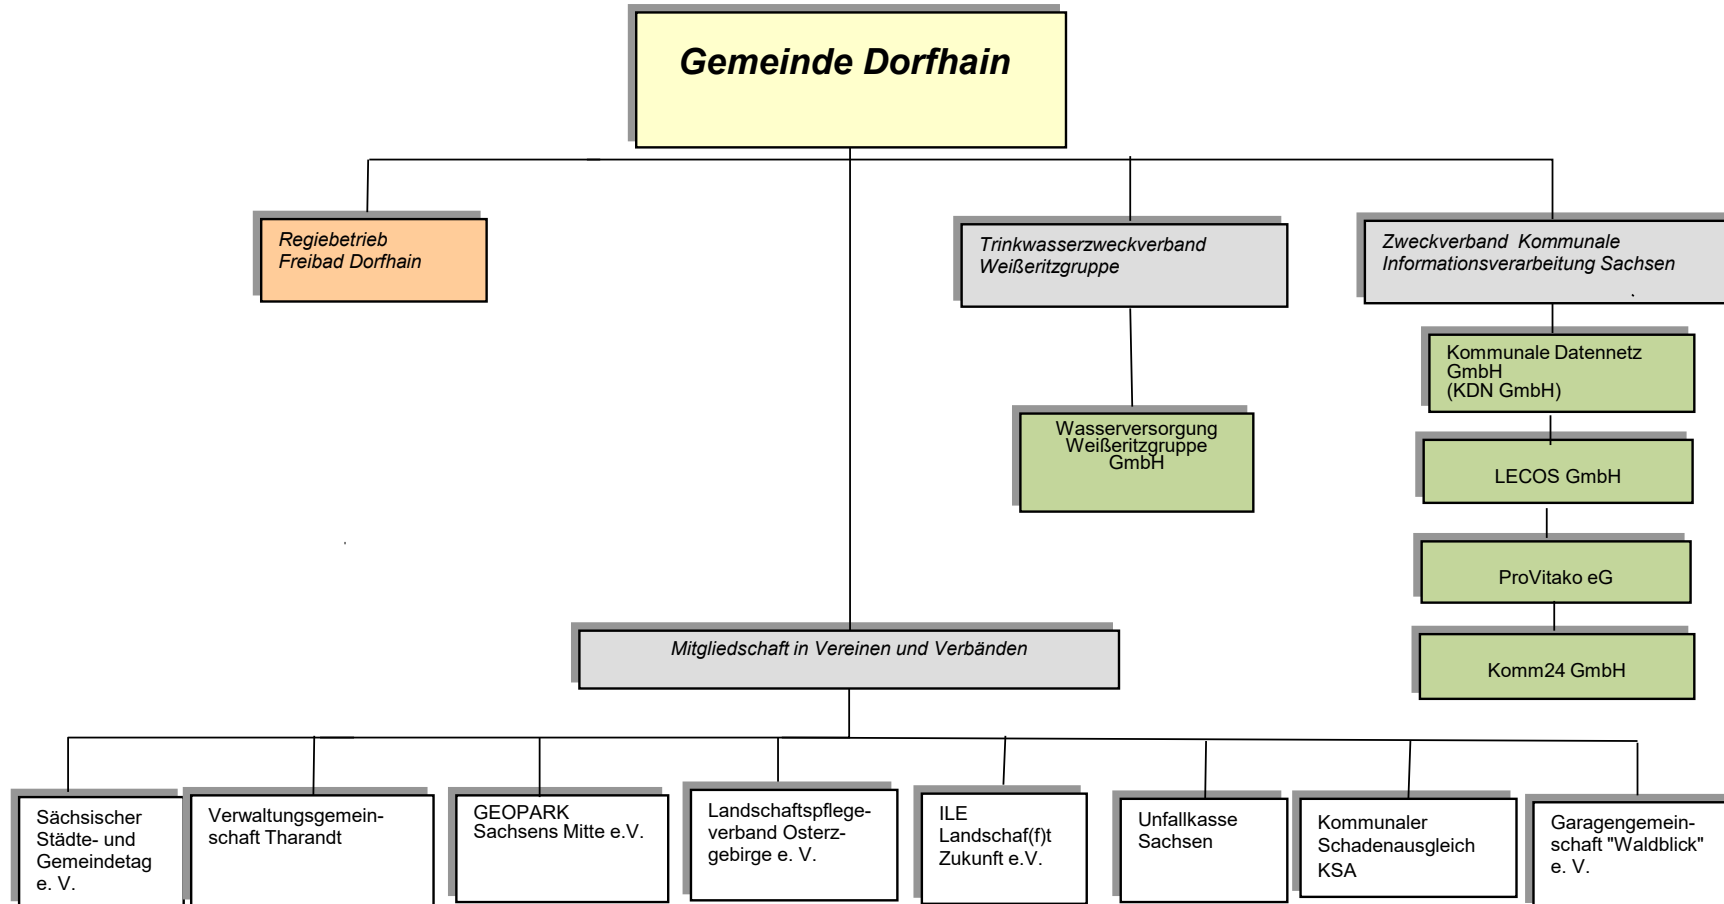 Gemeinde Dorfhain
Regiebetrieb
Freibad Dorfhain
Trinkwasserzweckverband
Weißeritzgruppe
Zweckverband Kommunale
Informationsverarbeitung Sachsen
Kommunale Datennetz
GmbH
(KDN GmbH)
Wasserversorgung
Weißeritzgruppe
GmbH
LECOS GmbH
ProVitako eG
Komm24 GmbH
Mitgliedschaft in Vereinen und Verbänden
Sächsischer
Städte- und
Gemeindetag
e. V.
Verwaltungsgemein-
schaft Tharandt
GEOPARK
Sachsens Mitte e.V.
Landschaftspflege-
verband Osterz-
gebirge e. V.
ILE
Landschaf(f)t
Zukunft e.V.
Unfallkasse
Sachsen
Kommunaler
Schadenausgleich
KSA
Garagengemein-
schaft "Waldblick"
e. V.